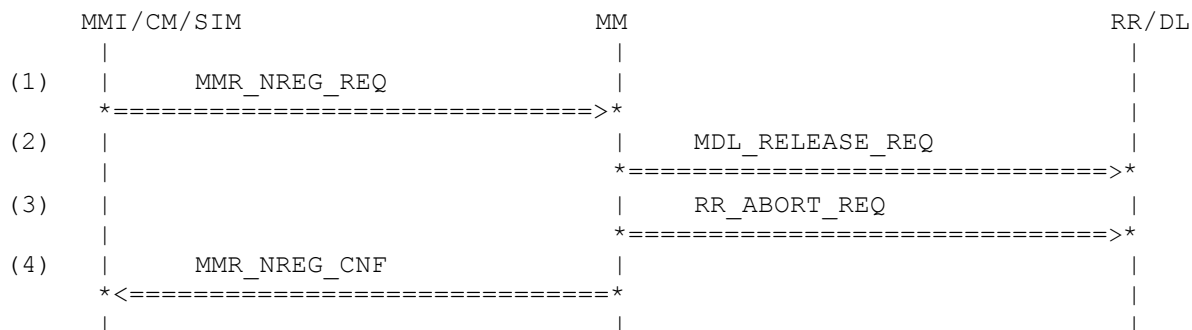 MMI/CM/SIM MM RR/DL
(1) MMR_NREG_REQ
(2) MDL_RELEASE_REQ
(3) RR_ABORT_REQ
(4) MMR_NREG_CNF